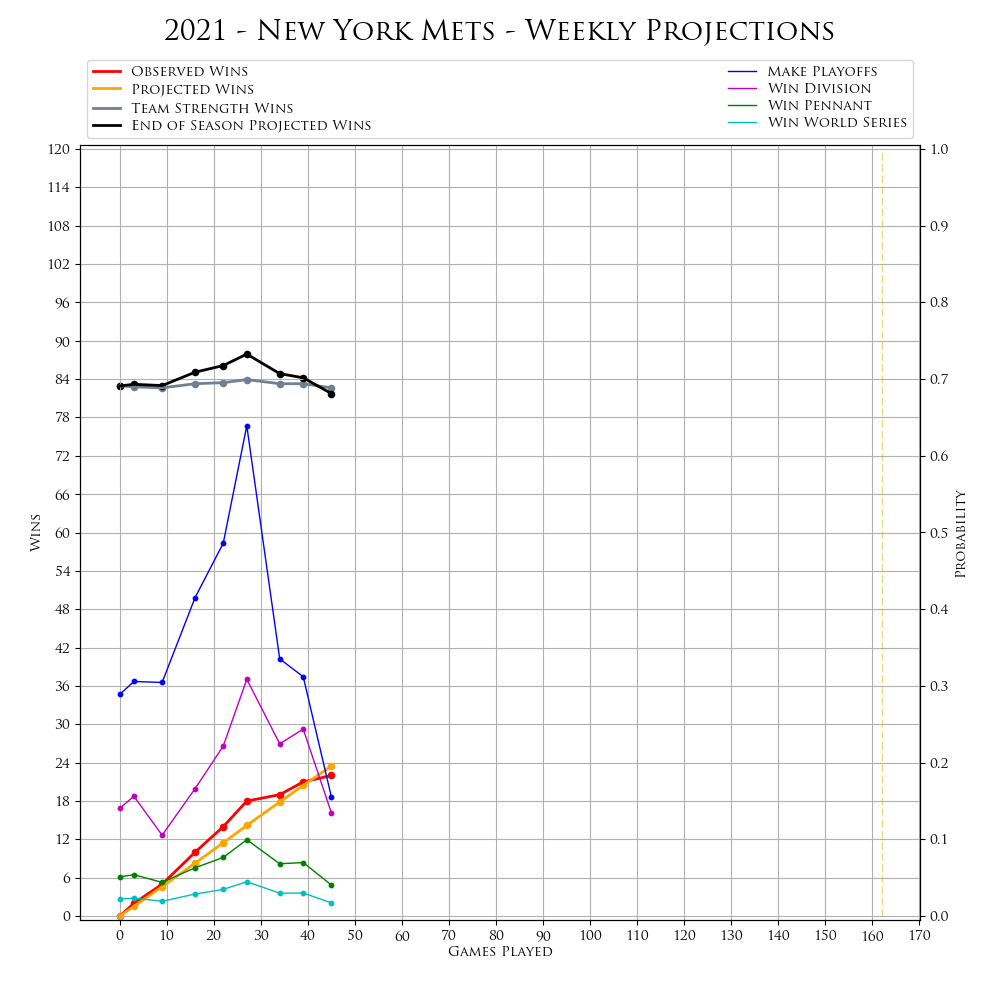 2021 - New York Mets - Weekly Projections
Observed Wins
Projected Wins
Team Strength Wins
End of Season Projected Wins
Make Playoffs
Win Division
Win Pennant
Win World Series
120
114
108
102
96
90
84
78
72
66
60
54
48
42
36
30
24
18
12
6
0
Wins
1.0
0.9
0.8
0.7
0.6
0.5
0.4
0.3
0.2
0.1
0.0
Probability
0 10 20 30 40 50 60 70 80 90 100 110 120 130 140 150 160 170
Games Played